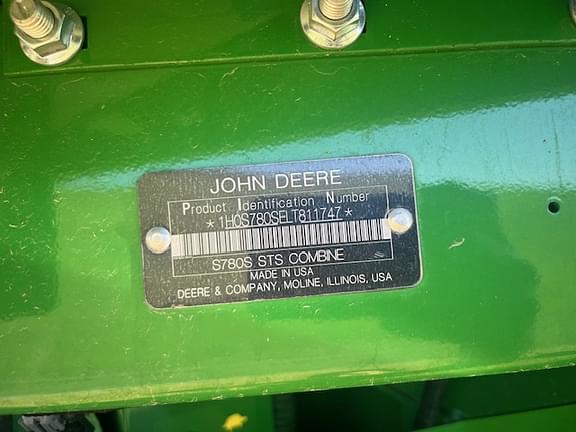 JOHN DEERE
Product Identification Number
*1H0S780SELT811747*
S780S STS COMBINE
MADE IN USA
DEERE & COMPANY, MOLINE, ILLINOIS, USA